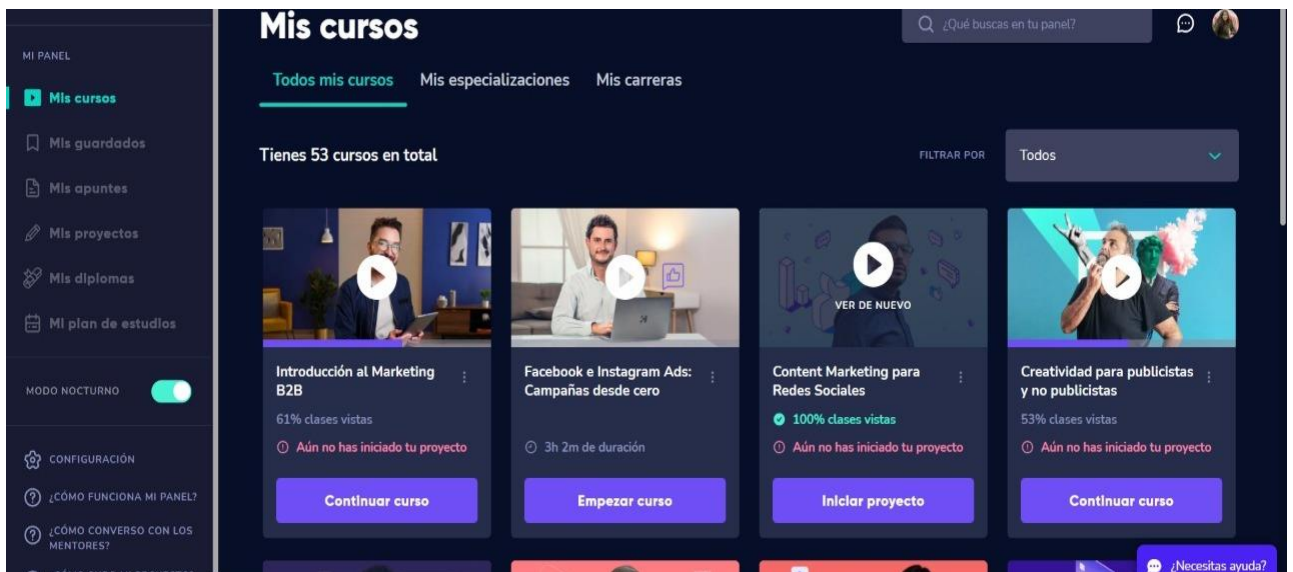 Mis cursos
¿Qué buscas en tu panel?
MI PANEL
Todos mis cursos
Mis especializaciones
Mis carreras
Mis cursos
Mis guardados
Mis apuntes
Mis proyectos
Mis diplomas
Mi plan de estudios
MODO NOCTURNO
CONFIGURACIÓN
¿CÓMO FUNCIONA MI PANEL?
¿CÓMO CONVERSO CON LOS
MENTORES?
Tienes 53 cursos en total
FILTRAR POR
Todos
Introducción al Marketing
B2B
61% clases vistas
Aún no has iniciado tu proyecto
Continuar curso
Facebook e Instagram Ads:
Campañas desde cero
3h 2m de duración
Empezar curso
VER DE NUEVO
Content Marketing para
Redes Sociales
100% clases vistas
Aún no has iniciado tu proyecto
Iniciar proyecto
Creatividad para publicistas
y no publicistas
53% clases vistas
Aún no has iniciado tu proyecto
Continuar curso
¿Necesitas ayuda?